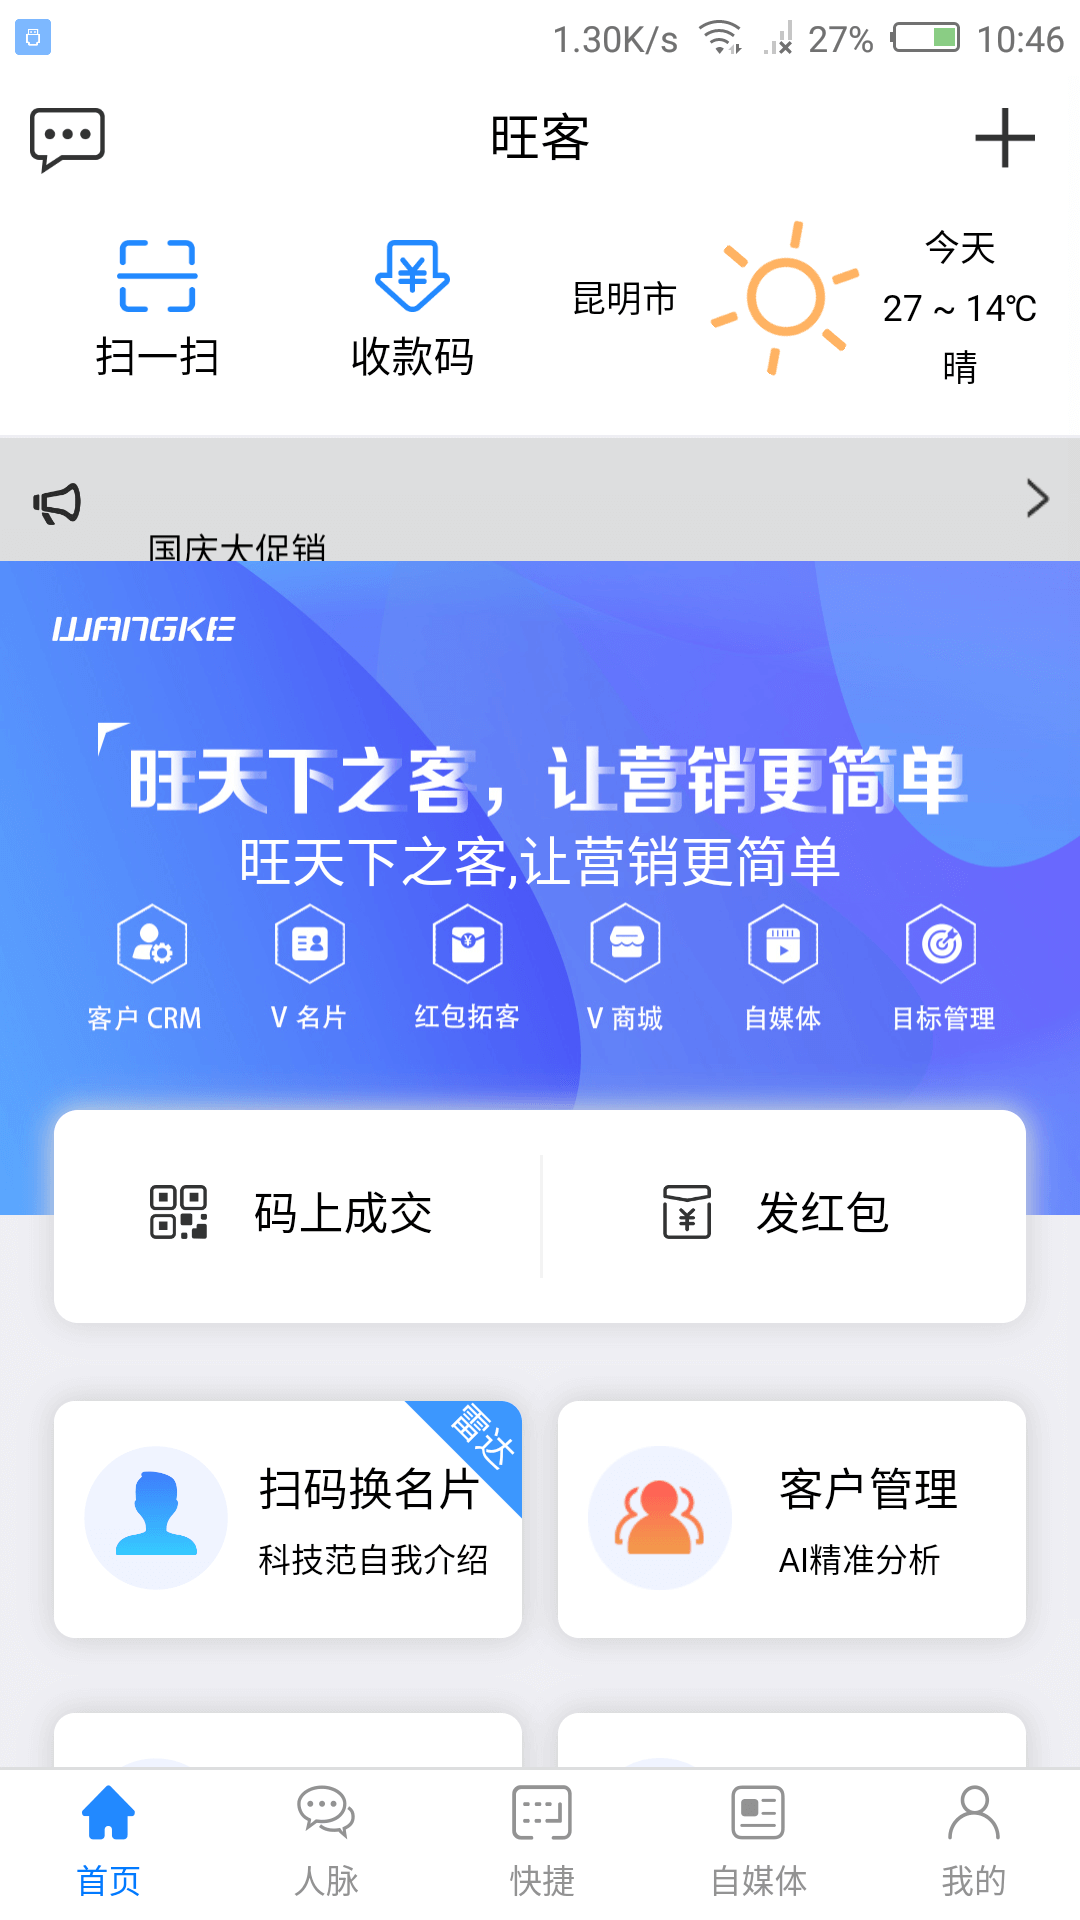 1.30K/s 27% 10:46
旺客
今天
昆明市
27 ~ 14℃
扫一扫 收款码
晴
国庆大促销
WANGKE
旺天下之客，让营销更简单
旺天下之客,让营销更简单
客户 CRM V 名片 红包拓客 V 商城 自媒体 目标管理
码上成交 发红包
雷达
扫码换名片 客户管理
科技范自我介绍 AI精准分析
首页 人脉 快捷 自媒体 我的